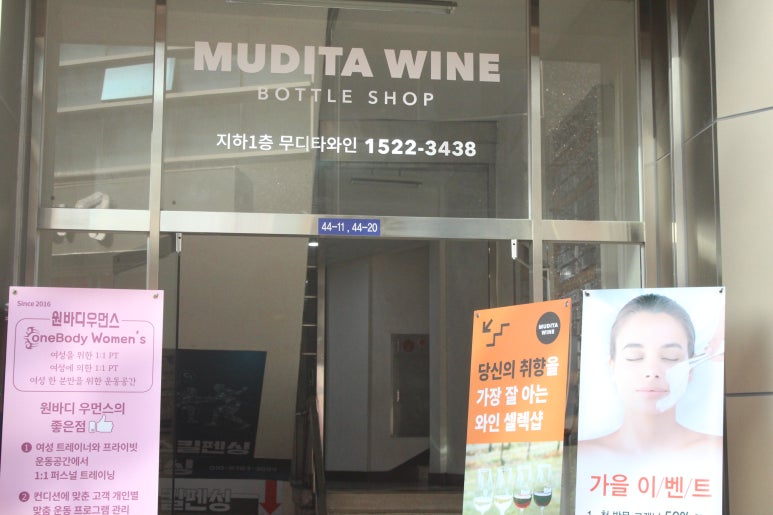 MUDITA WINE
BOTTLE SHOP
지하1층 무디타와인 1522-3438
44-11, 44-20
Since 2016
원바디우먼스
oneBody Women's
여성을 위한 1:1 PT
여성에 의한 1:1 PT
여성 한 분만을 위한 운동공간
원바디 우먼스의
좋은점
1 여성 트레이너와 프라이빗
운동공간에서
1:1 퍼스널 트레이닝
2 컨디션에 맞춘 고객 개인별
맞춤 운동 프로그램 관리
스킬펜싱
MUDITA
WINE
당신의 취향을
가장 잘 아는
와인 셀렉샵
가을 이/벤/트